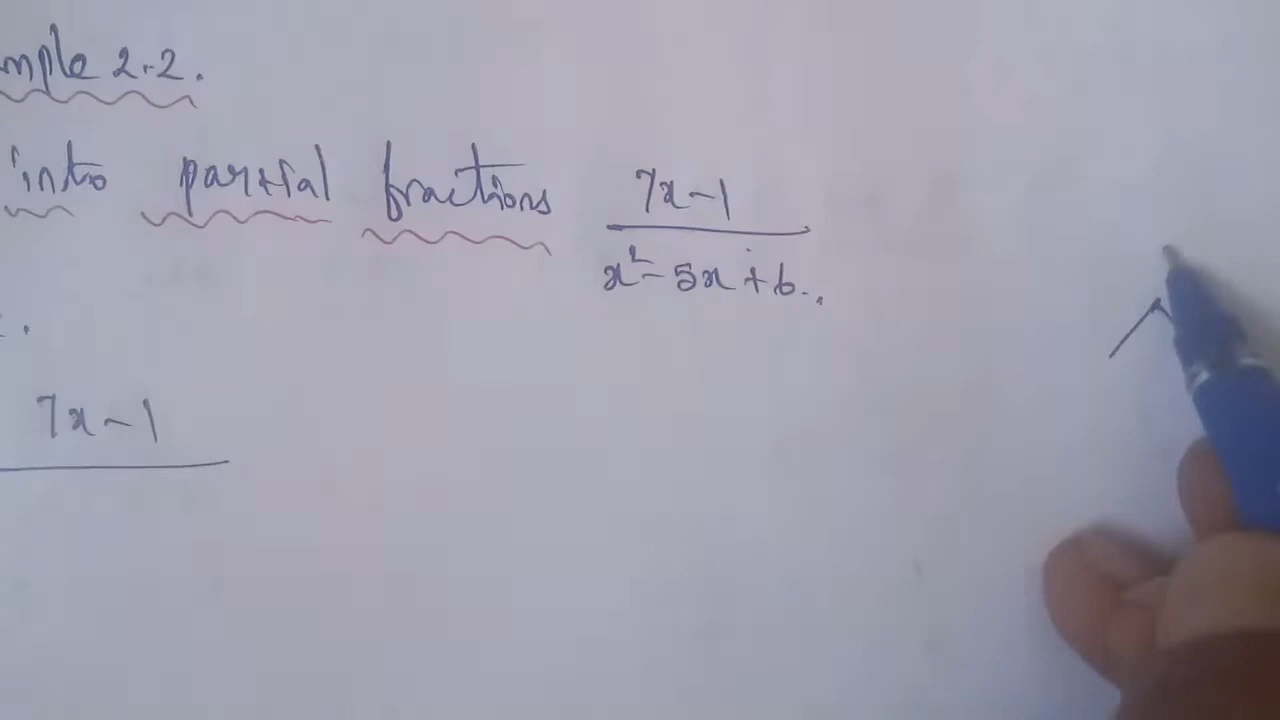 mple 2.2.
into partial fractions 7x-1
x²-5x+6.
7x-1